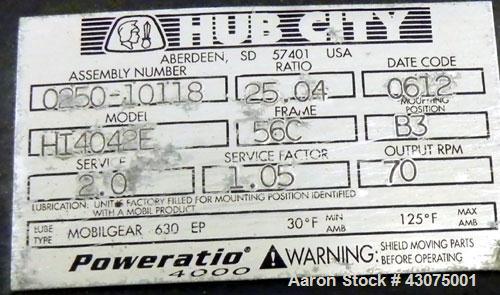 HUB CITY
ABERDEEN, SD 57401 USA
ASSEMBLY NUMBER RATIO DATE CODE
0250-10118 25.04 0612
MODEL FRAME MOUNTING POSITION
HI4042E 56C B3
SERVICE SERVICE FACTOR OUTPUT RPM
2.0 1.05 70
LUBRICATION: UNIT FACTORY FILLED FOR MOUNTING POSITION IDENTIFIED
WITH A MOBIL PRODUCT
LUBE TYPE MOBILGEAR 630 EP 30°F MIN AMB 125°F MAX AMB
Poweratio®
4000
WARNING: SHIELD MOVING PARTS
BEFORE OPERATING
Aaron Stock # 43075001